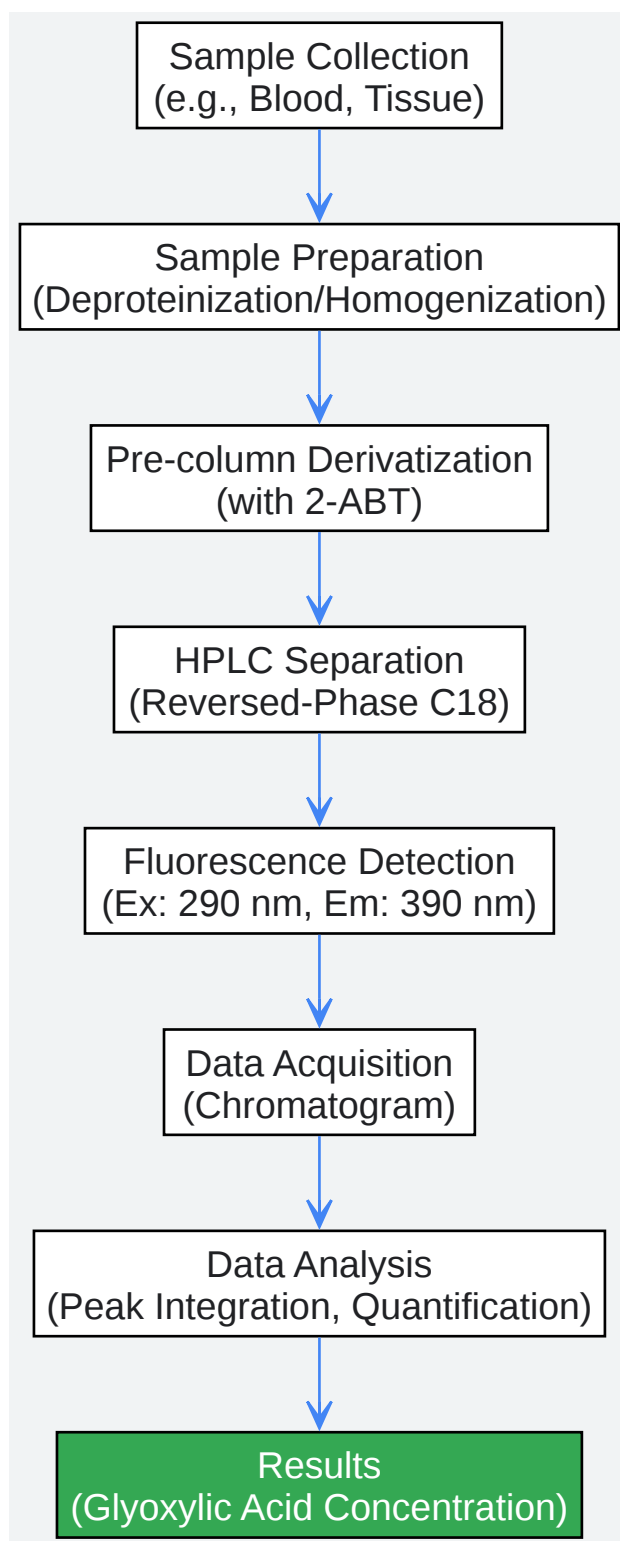 Sample Collection
(e.g., Blood, Tissue)
Sample Preparation
(Deproteinization/Homogenization)
Pre-column Derivatization
(with 2-ABT)
HPLC Separation
(Reversed-Phase C18)
Fluorescence Detection
(Ex: 290 nm, Em: 390 nm)
Data Acquisition
(Chromatogram)
Data Analysis
(Peak Integration, Quantification)
Results
(Glyoxylic Acid Concentration)